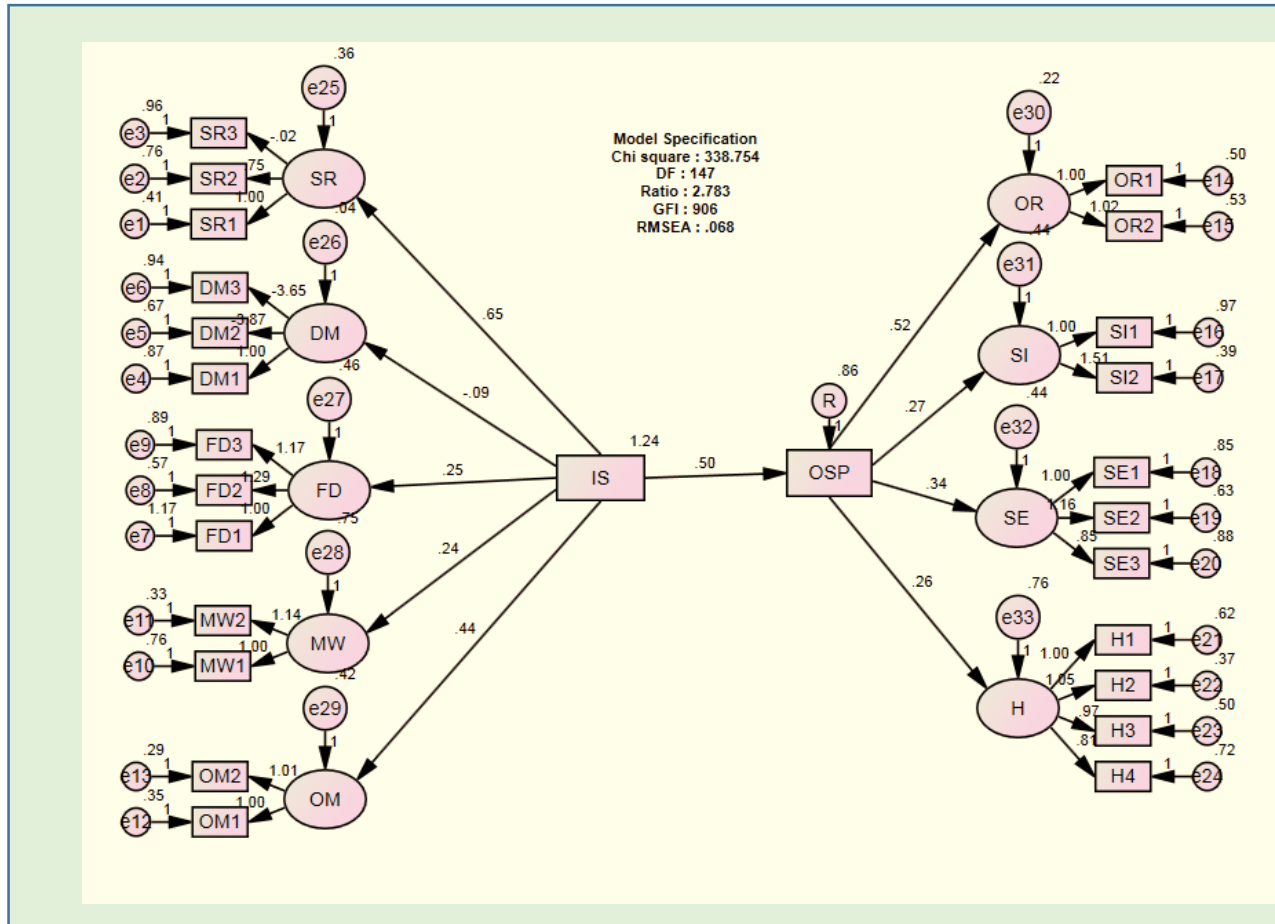 Model Specification
Chi square : 338.754
DF : 147
Ratio : 2.783
GFI : 906
RMSEA : .068
.36
e25
1
.96
e3
1
SR3
-.02
.76
e2
1
SR2
.75
SR
.41
e1
1
SR1
1.00
.04
e26
1
.94
e6
1
DM3
-3.65
.67
e5
1
DM2
-3.87
DM
.87
e4
1
DM1
1.00
.46
e27
1
.89
e9
1
FD3
1.17
.57
e8
1
FD2
1.29
FD
1.17
e7
1
FD1
1.00
.75
e28
1
.33
e11
1
MW2
1.14
.76
e10
1
MW1
1.00
MW
.42
e29
1
.29
e13
1
OM2
1.01
.35
e12
1
OM1
1.00
OM
.65
-.09
.25
.24
.44
IS
1.24
.50
.86
R
1
OSP
.52
.27
.34
.26
.22
e30
1
OR
1.00
OR1
1
e14
.50
1.02
OR2
1
e15
.53
.44
e31
1
SI
1.00
SI1
1
e16
.97
1.51
SI2
1
e17
.39
.44
e32
1
SE
1.00
SE1
1
e18
.85
1.16
SE2
1
e19
.63
.85
SE3
1
e20
.88
.76
e33
1
H
1.00
H1
1
e21
.62
1.05
H2
1
e22
.37
.97
H3
1
e23
.50
.81
H4
1
e24
.72